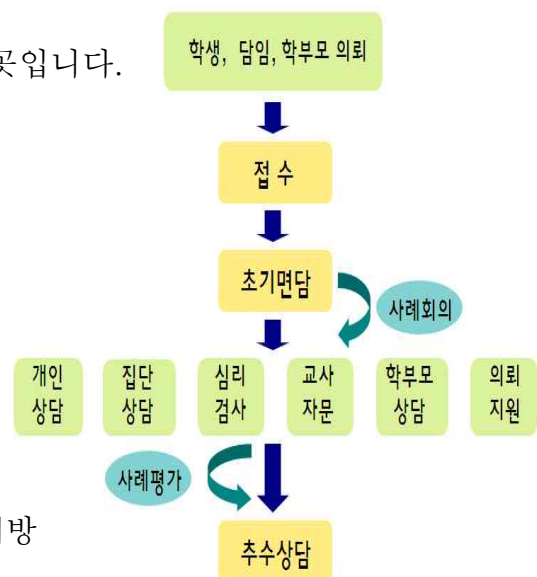 학생, 담임, 학부모 의뢰
곳입니다.
접 수
초기면담
사례회의
개인 상담
집단 상담
심리 검사
교사 자문
학부모 상담
의뢰 지원
사례평가
방
추수상담